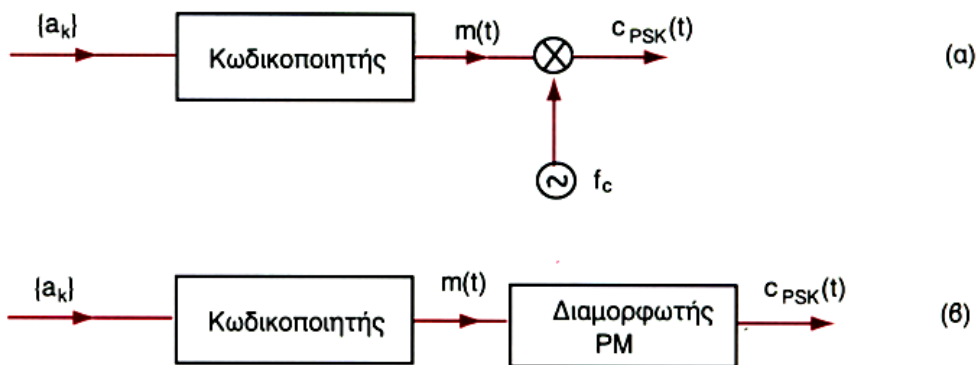 {a_k} Κωδικοποιητής m(t) c_PSK(t) (α)
f_c
{a_k} Κωδικοποιητής m(t) Διαμορφωτής c_PSK(t) (β)
PM